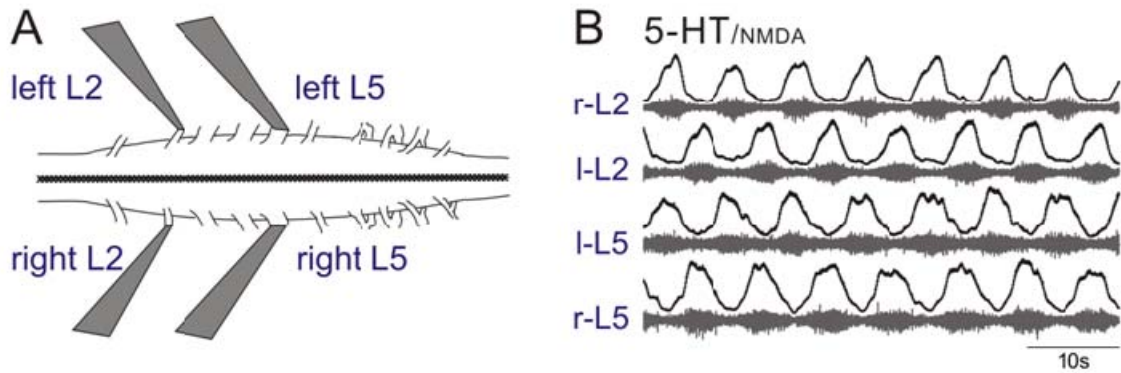 A
left L2
left L5
right L2
right L5
B
5-HT/NMDA
r-L2
l-L2
l-L5
r-L5
10s